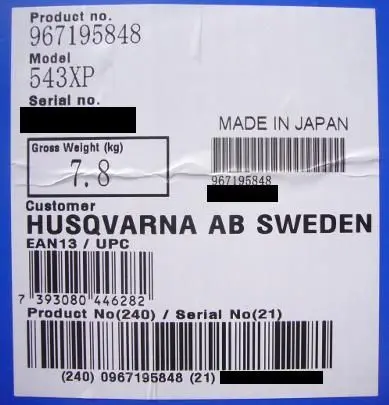 Product no.
967195848
Model
543XP
Serial no.
MADE IN JAPAN
Gross Weight (kg)
7.8
967195848
Customer
HUSQVARNA AB SWEDEN
EAN13 / UPC
7 393080 446282
Product No(240) / Serial No(21)
(240) 0967195848 (21)